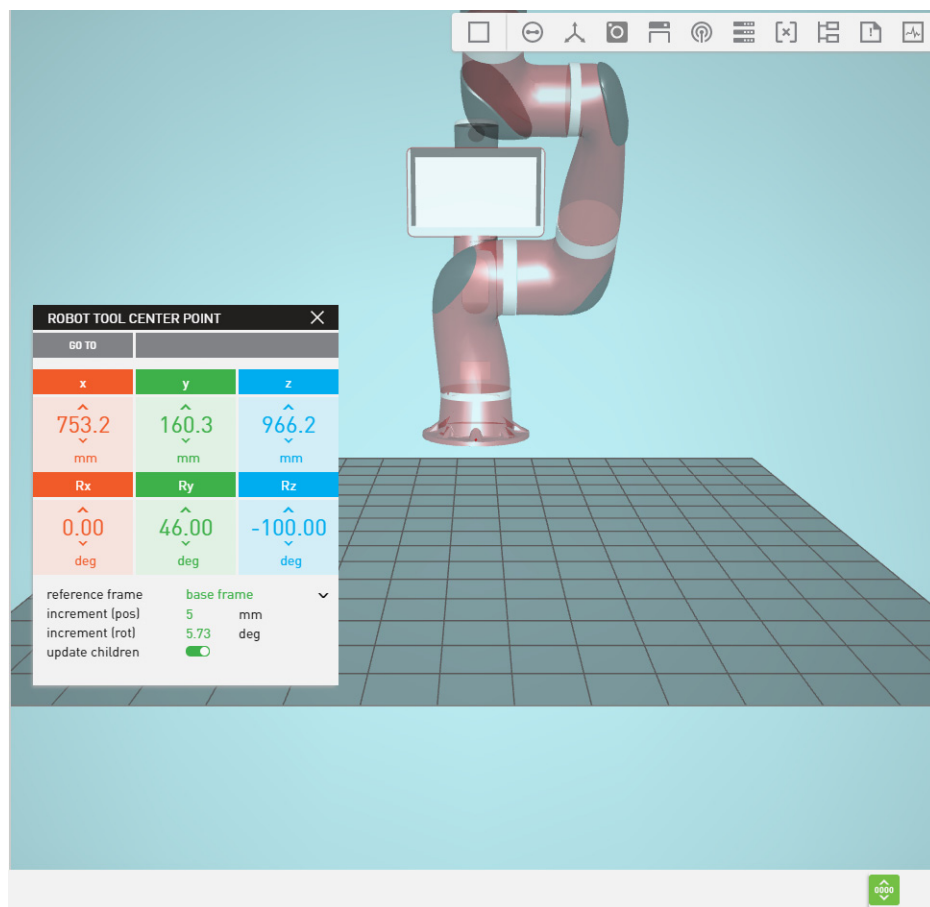 ROBOT TOOL CENTER POINT
GO TO
x y z
753.2 160.3 966.2
mm mm mm
Rx Ry Rz
0.00 46.00 -100.00
deg deg deg
reference frame base frame
increment (pos) 5 mm
increment (rot) 5.73 deg
update children
0000